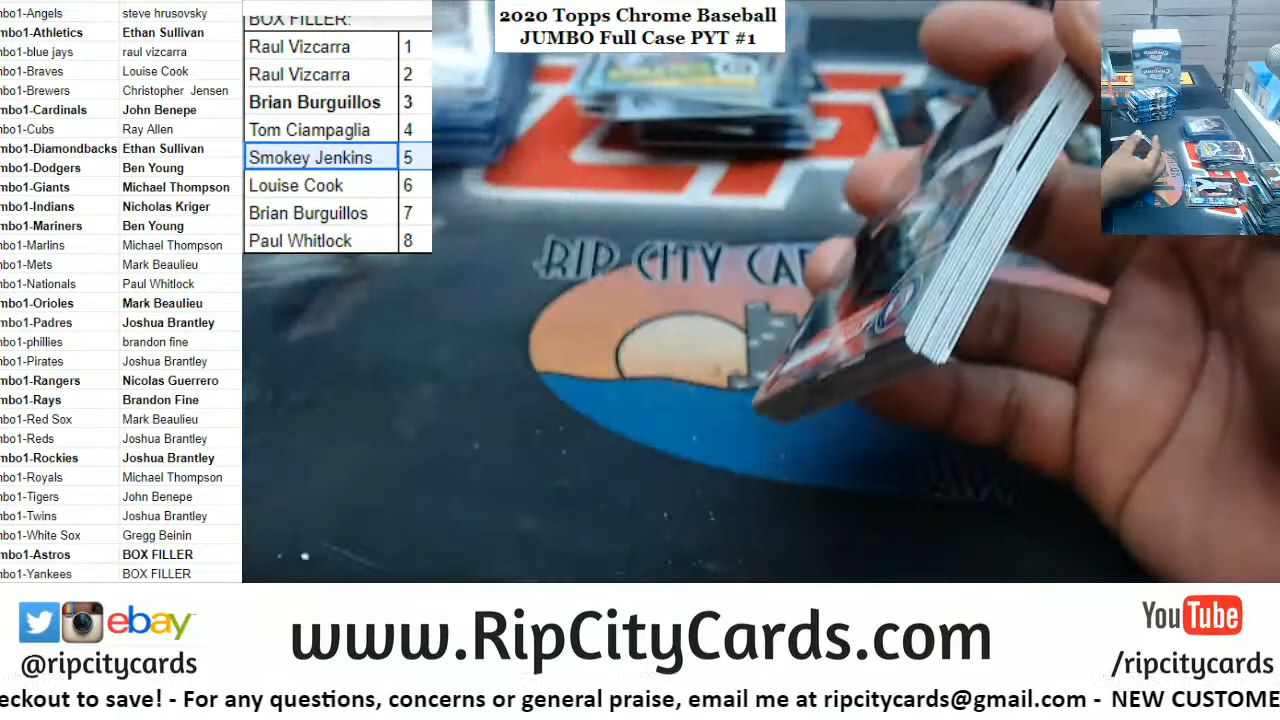 mbo1-Angels steve hrusovsky
mbo1-Athletics Ethan Sullivan
mbo1-blue jays raul vizcarra
mbo1-Braves Louise Cook
mbo1-Brewers Christopher Jensen
mbo1-Cardinals John Benepe
mbo1-Cubs Ray Allen
mbo1-Diamondbacks Ethan Sullivan
mbo1-Dodgers Ben Young
mbo1-Giants Michael Thompson
mbo1-Indians Nicholas Kriger
mbo1-Mariners Ben Young
mbo1-Marlins Michael Thompson
mbo1-Mets Mark Beaulieu
mbo1-Nationals Paul Whitlock
mbo1-Orioles Mark Beaulieu
mbo1-Padres Joshua Brantley
mbo1-phillies brandon fine
mbo1-Pirates Joshua Brantley
mbo1-Rangers Nicolas Guerrero
mbo1-Rays Brandon Fine
mbo1-Red Sox Mark Beaulieu
mbo1-Reds Joshua Brantley
mbo1-Rockies Joshua Brantley
mbo1-Royals Michael Thompson
mbo1-Tigers John Benepe
mbo1-Twins Joshua Brantley
mbo1-White Sox Gregg Beinin
mbo1-Astros BOX FILLER
mbo1-Yankees BOX FILLER
BOX FILLER:
Raul Vizcarra 1
Raul Vizcarra 2
Brian Burguillos 3
Tom Ciampaglia 4
Smokey Jenkins 5
Louise Cook 6
Brian Burguillos 7
Paul Whitlock 8
2020 Topps Chrome Baseball
JUMBO Full Case PYT #1
RIP CITY CAR
ebay
@ripcitycards
www.RipCityCards.com
YouTube
/ripcitycards
eckout to save! - For any questions, concerns or general praise, email me at ripcitycards@gmail.com - NEW CUSTOME